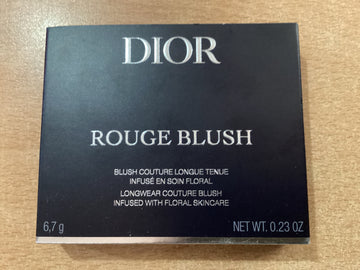 DIOR
ROUGE BLUSH
BLUSH COUTURE LONGUE TENUE
INFUSÉ EN SOIN FLORAL
LONGWEAR COUTURE BLUSH
INFUSED WITH FLORAL SKINCARE
6,7 g NET WT. 0.23 OZ